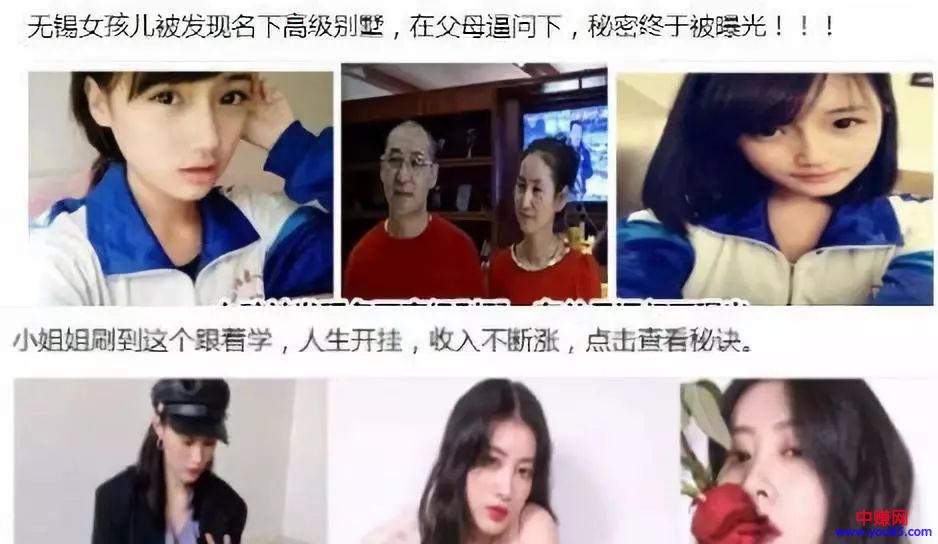 无锡女孩儿被发现名下高级别墅，在父母逼问下，秘密终于被曝光！！！
小姐姐刷到这个跟着学，人生开挂，收入不断涨，点击查看秘诀。
中赚网